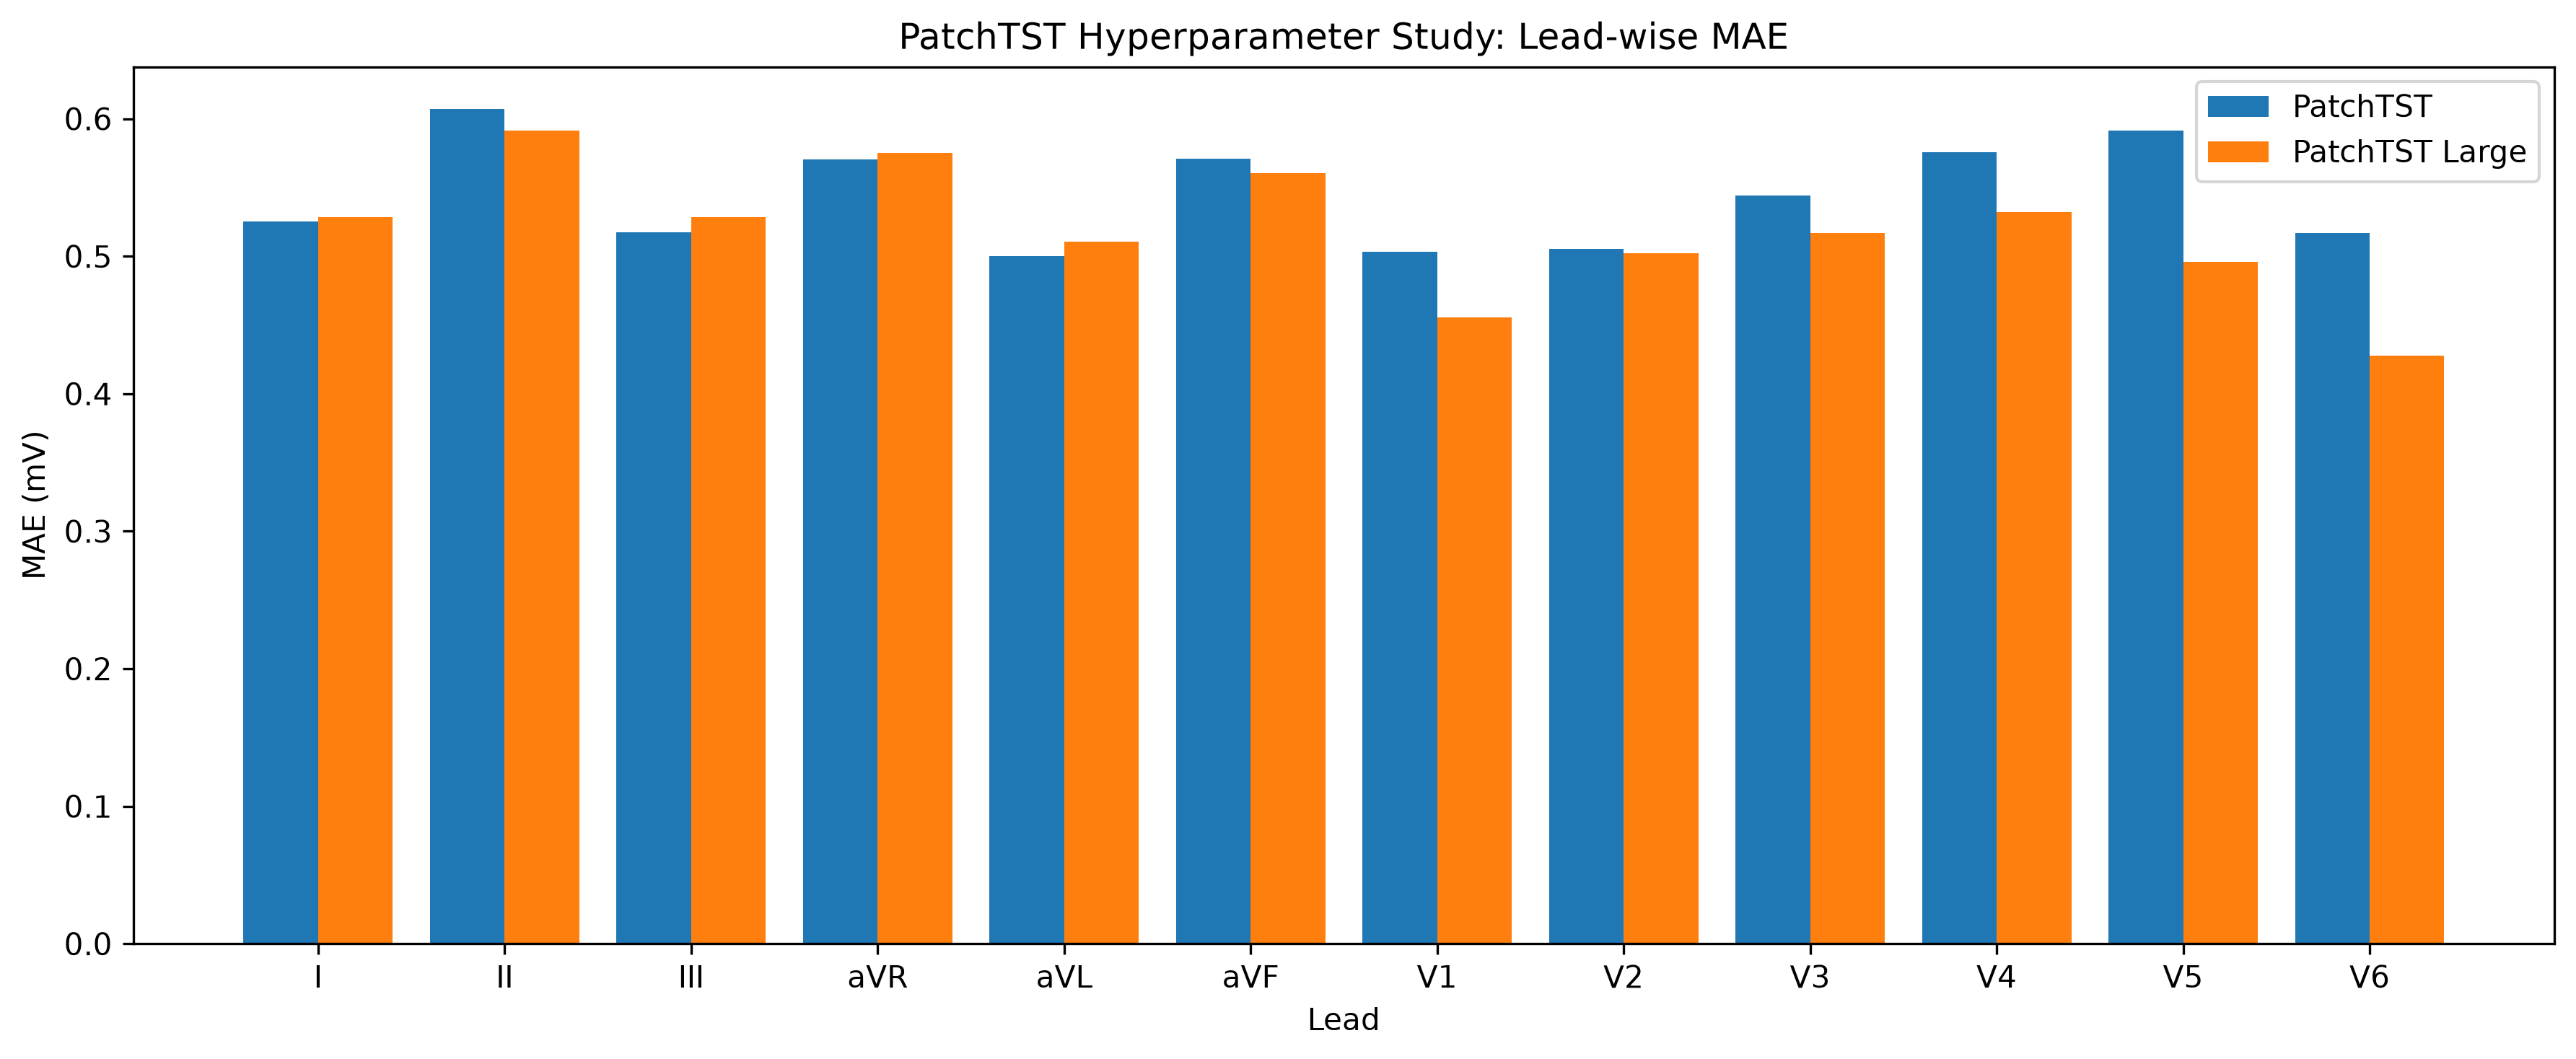 PatchTST Hyperparameter Study: Lead-wise MAE
PatchTST
PatchTST Large
MAE (mV)
0.6
0.5
0.4
0.3
0.2
0.1
0.0
I II III aVR aVL aVF V1 V2 V3 V4 V5 V6
Lead